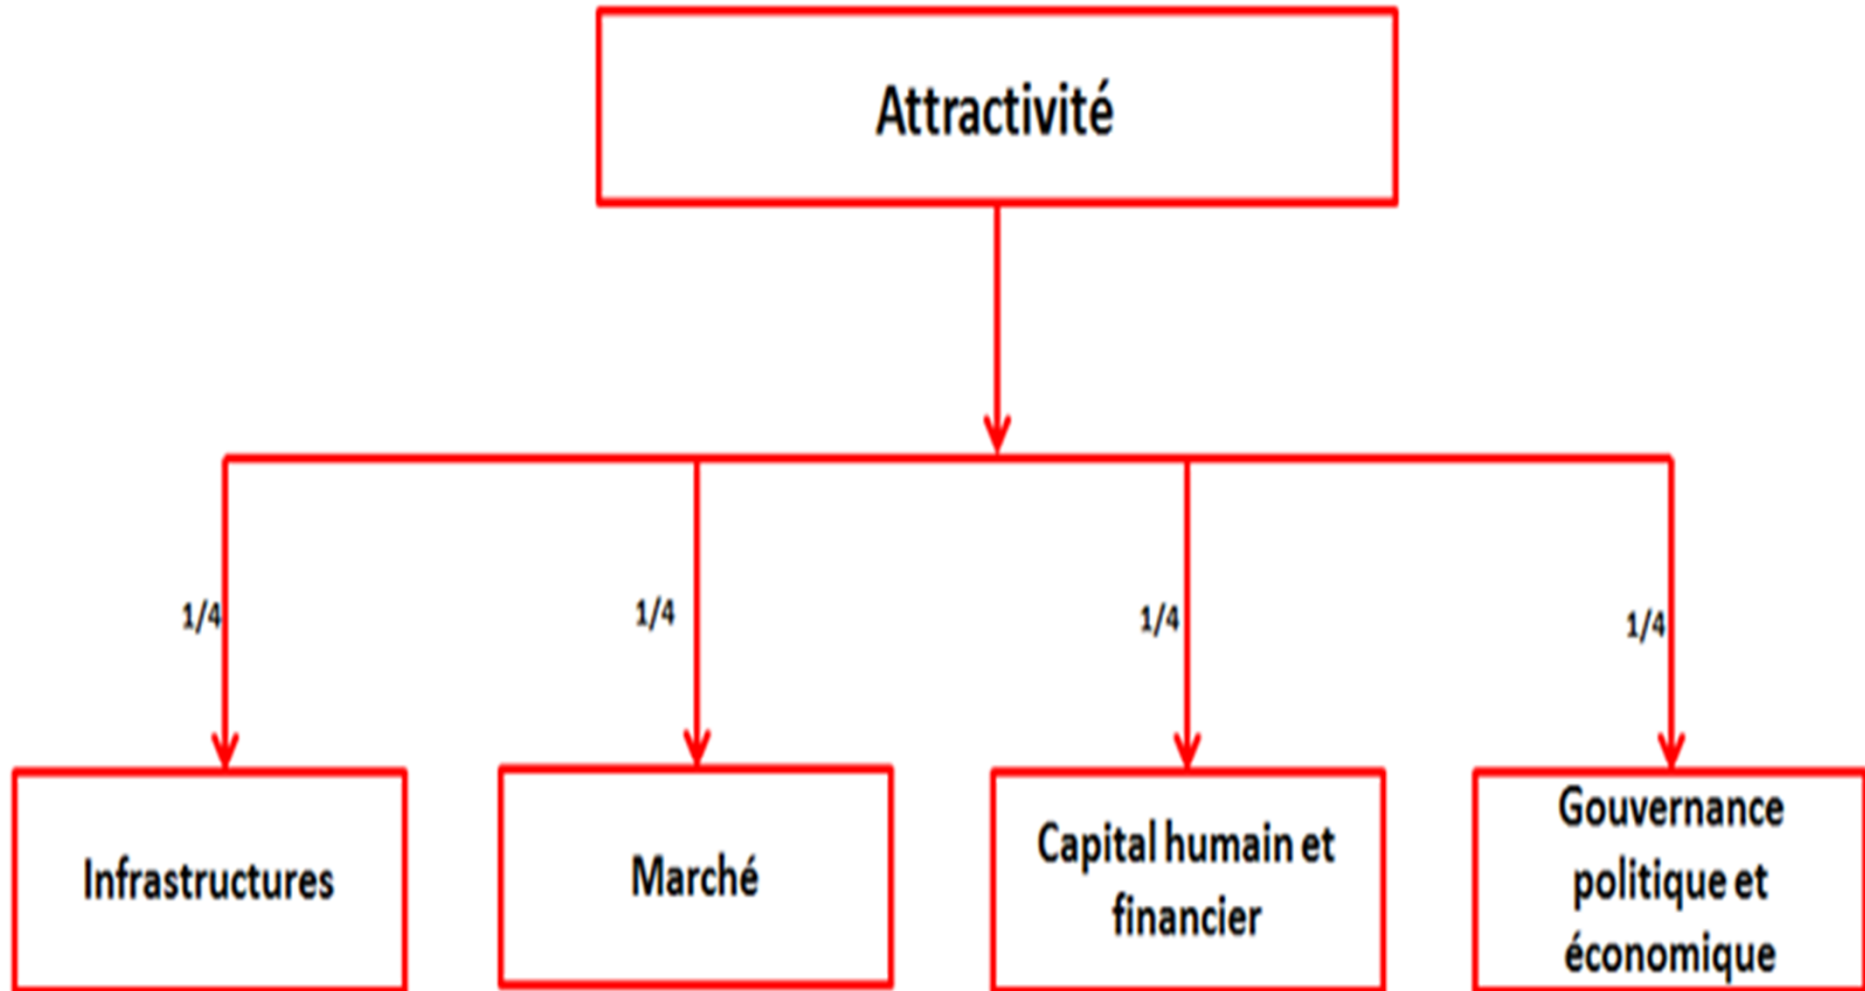 Attractivité
1/4
1/4
1/4
1/4
Infrastructures
Marché
Capital humain et
financier
Gouvernance
politique et
économique